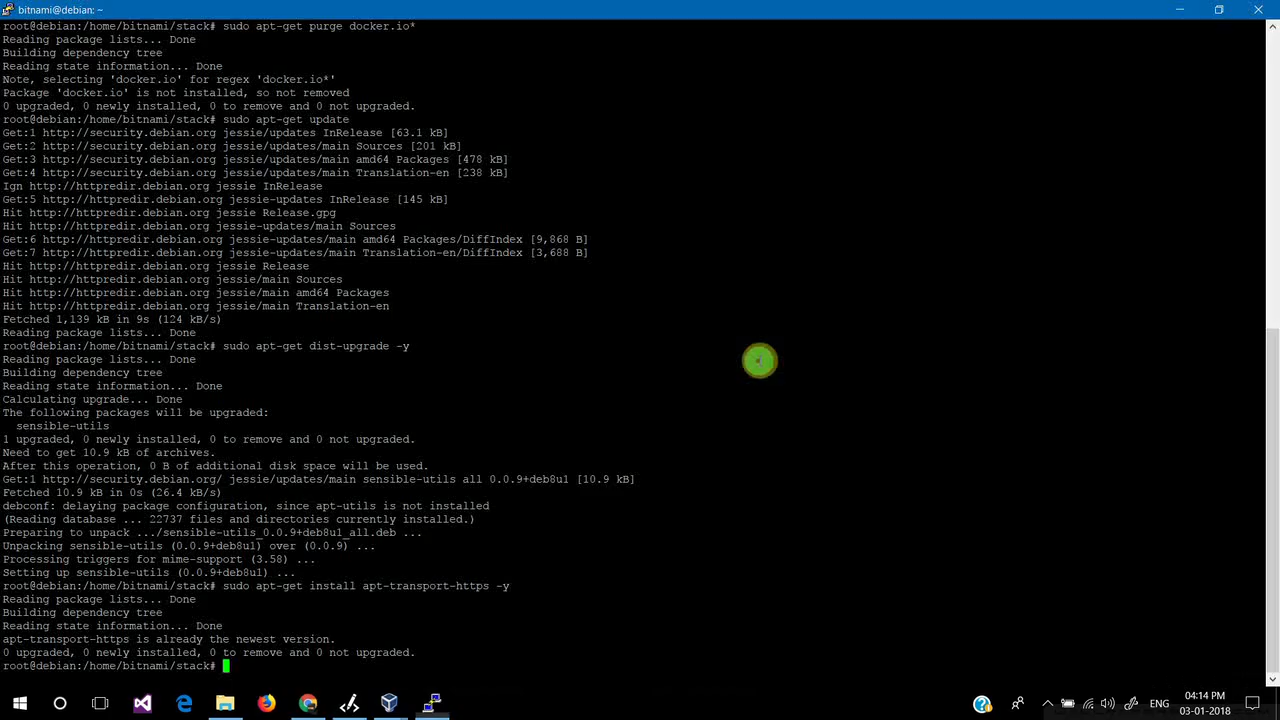 bitnami@debian: ~
root@debian:/home/bitnami/stack# sudo apt-get purge docker.io*
Reading package lists... Done
Building dependency tree
Reading state information... Done
Note, selecting 'docker.io' for regex 'docker.io*'
Package 'docker.io' is not installed, so not removed
0 upgraded, 0 newly installed, 0 to remove and 0 not upgraded.
root@debian:/home/bitnami/stack# sudo apt-get update
Get:1 http://security.debian.org jessie/updates InRelease [63.1 kB]
Get:2 http://security.debian.org jessie/updates/main Sources [201 kB]
Get:3 http://security.debian.org jessie/updates/main amd64 Packages [478 kB]
Get:4 http://security.debian.org jessie/updates/main Translation-en [238 kB]
Ign http://httpredir.debian.org jessie InRelease
Get:5 http://httpredir.debian.org jessie-updates InRelease [145 kB]
Hit http://httpredir.debian.org jessie Release.gpg
Hit http://httpredir.debian.org jessie-updates/main Sources
Get:6 http://httpredir.debian.org jessie-updates/main amd64 Packages/DiffIndex [9,868 B]
Get:7 http://httpredir.debian.org jessie-updates/main Translation-en/DiffIndex [3,688 B]
Hit http://httpredir.debian.org jessie Release
Hit http://httpredir.debian.org jessie/main Sources
Hit http://httpredir.debian.org jessie/main amd64 Packages
Hit http://httpredir.debian.org jessie/main Translation-en
Fetched 1,139 kB in 9s (124 kB/s)
Reading package lists... Done
root@debian:/home/bitnami/stack# sudo apt-get dist-upgrade -y
Reading package lists... Done
Building dependency tree
Reading state information... Done
Calculating upgrade... Done
The following packages will be upgraded:
  sensible-utils
1 upgraded, 0 newly installed, 0 to remove and 0 not upgraded.
Need to get 10.9 kB of archives.
After this operation, 0 B of additional disk space will be used.
Get:1 http://security.debian.org/ jessie/updates/main sensible-utils all 0.0.9+deb8u1 [10.9 kB]
Fetched 10.9 kB in 0s (26.4 kB/s)
debconf: delaying package configuration, since apt-utils is not installed
(Reading database ... 22737 files and directories currently installed.)
Preparing to unpack .../sensible-utils_0.0.9+deb8u1_all.deb ...
Unpacking sensible-utils (0.0.9+deb8u1) over (0.0.9) ...
Processing triggers for mime-support (3.58) ...
Setting up sensible-utils (0.0.9+deb8u1) ...
root@debian:/home/bitnami/stack# sudo apt-get install apt-transport-https -y
Reading package lists... Done
Building dependency tree
Reading state information... Done
apt-transport-https is already the newest version.
0 upgraded, 0 newly installed, 0 to remove and 0 not upgraded.
root@debian:/home/bitnami/stack#
ENG
04:14 PM
03-01-2018